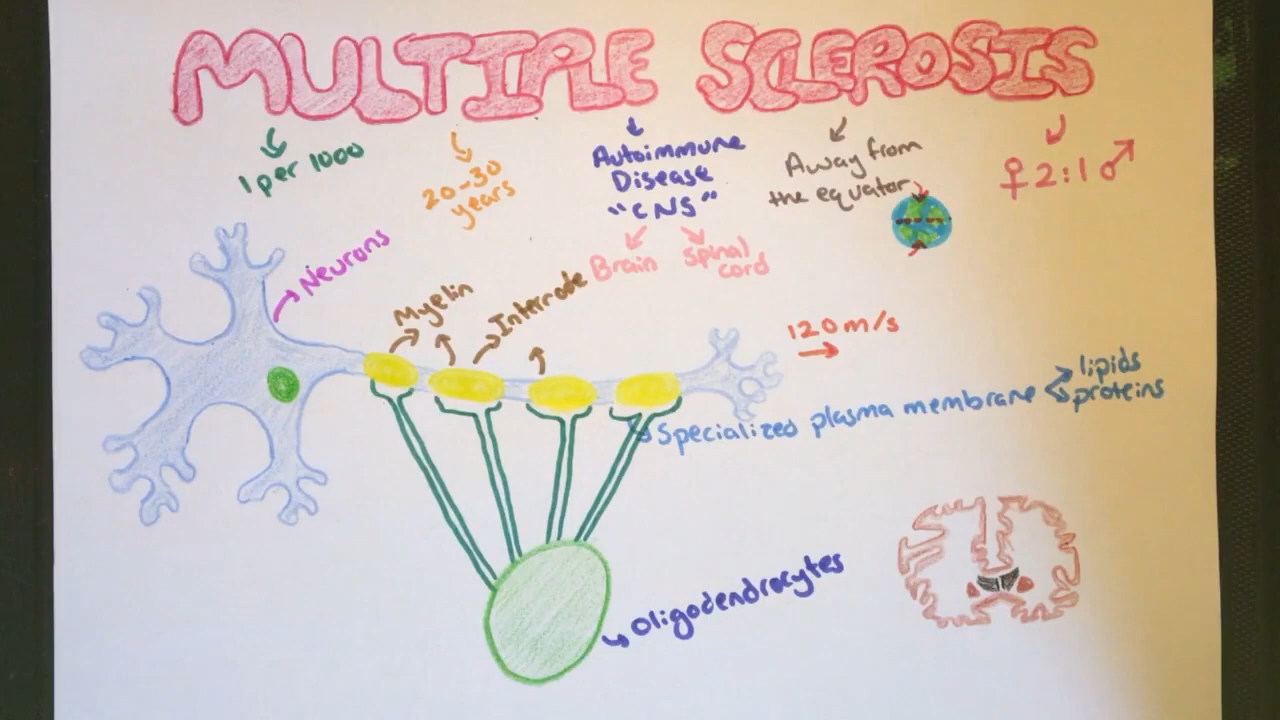 MULTIPLE SCLEROSIS
1 per 1000
20-30
years
Autoimmune
Disease
"CNS"
Brain
Spinal
cord
Away from
the equator
♀ 2:1 ♂
Neurons
Myelin
Internode
120 m/s
Specialized plasma membrane
lipids
proteins
Oligodendrocytes